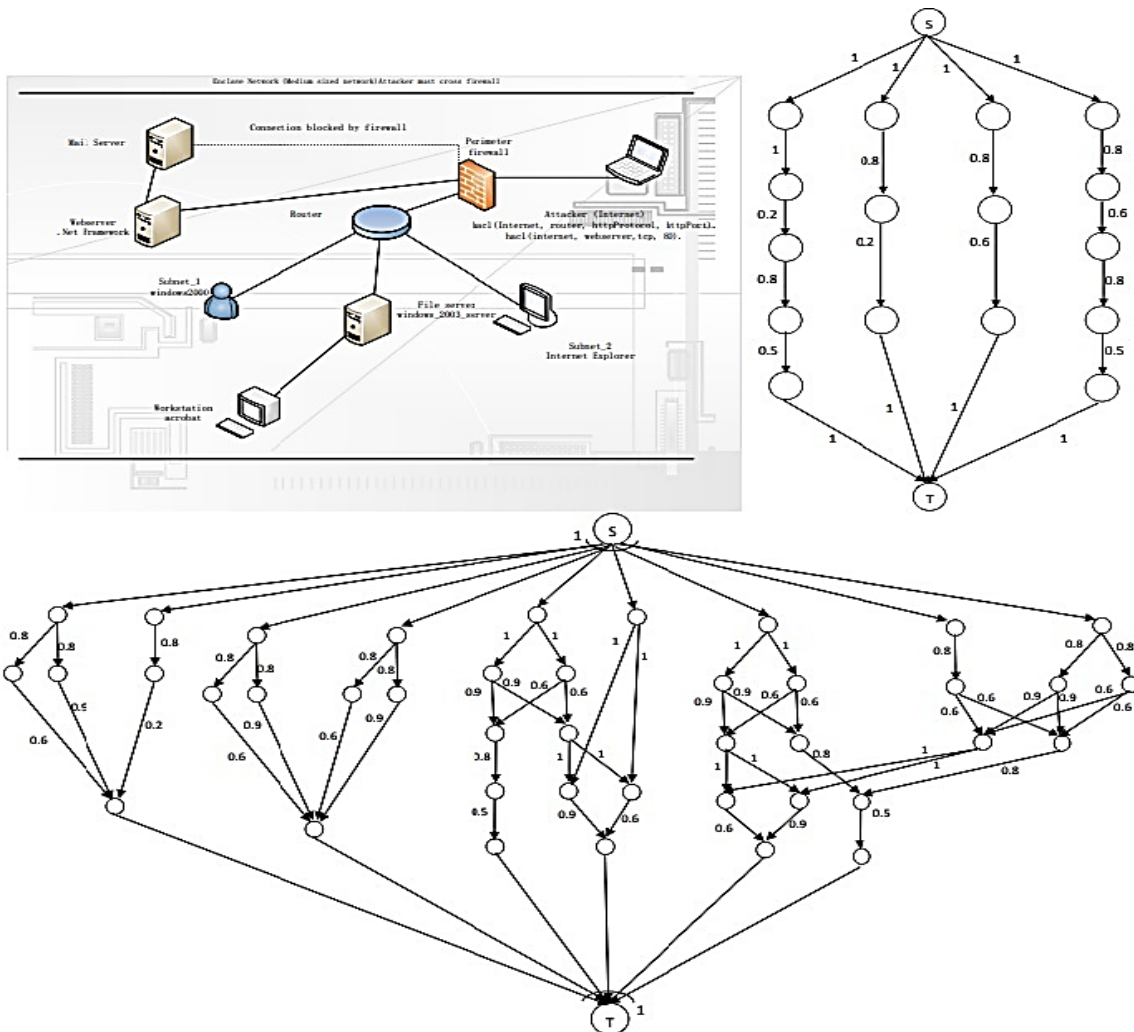 Enclave Network (Medium sized network)Attacker must cross firewall
Mail Server
Connection blocked by firewall
Perimeter
firewall
Webserver
.Net framework
Router
Attacker (Internet)
hacl(Internet, router, httpProtocol, httpPort).
hacl(internet, webserver,tcp, 80).
Subnet_1
windows2000
File server
windows_2003_server
Subnet_2
Internet Explorer
Workstation
acrobat
S
1 1 1 1
1 0.8 0.8 0.8
0.2 0.2 0.6 0.6
0.8 0.8
0.5 0.5
1 1 1 1
T
1 S
0.8 0.8 0.8 0.8 0.8 0.8 0.8 1 1 1 1 1 1 0.8 0.8 0.8
0.9 0.9 0.6 0.6 0.9 0.9 0.6 0.6 0.6 0.6 0.9 0.9 0.6 0.6
0.6 0.9 0.2 0.6 0.9 0.6 0.9 0.8 1 1 0.8 1 1 1 1 0.8
0.5 0.9 0.6 0.6 0.9 0.5
T 1